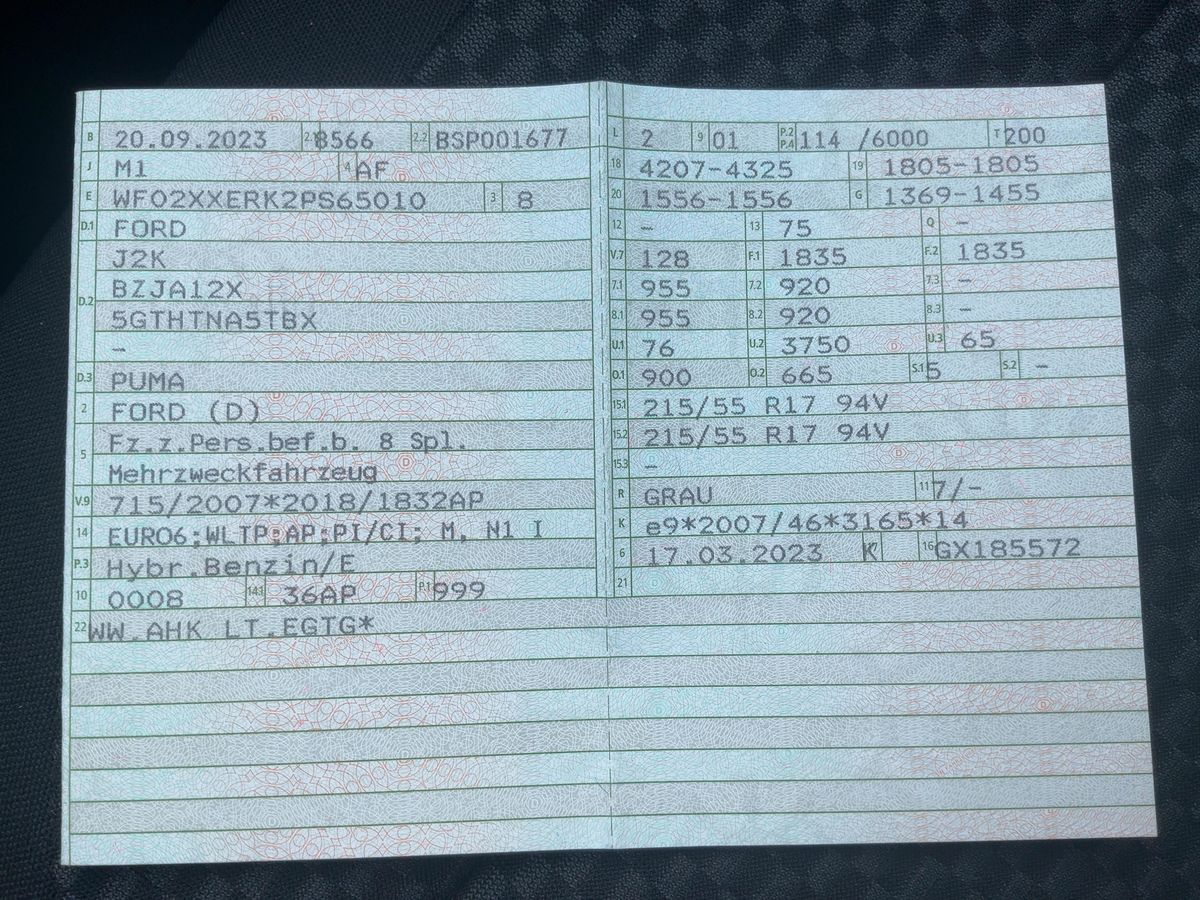 B 20.09.2023 2.1 8566 2.2 BSP001677
J M1 4 AF
E WF02XXERK2PS65010 3 8
D.1 FORD
J2K
D.2 BZJA12X
5GTHTNA5TBX
–
D.3 PUMA
2 FORD (D)
5 Fz.z.Pers.bef.b. 8 Spl.
Mehrzweckfahrzeug
V.9 715/2007*2018/1832AP
14 EURO6;WLTP;AP;PI/CI; M, N1 I
P.3 Hybr.Benzin/E
10 0008 14.1 36AP P.1 999
22 WW.AHK LT.EGTG*
L 2 9 01 P.2 P.4 114 /6000 T 200
18 4207-4325 19 1805-1805
20 1556-1556 G 1369-1455
12 – 13 75 Q –
V.7 128 F.1 1835 F.2 1835
7.1 955 7.2 920 7.3 –
8.1 955 8.2 920 8.3 –
U.1 76 U.2 3750 U.3 65
O.1 900 O.2 665 S.1 5 S.2 –
15.1 215/55 R17 94V
15.2 215/55 R17 94V
15.3 –
R GRAU 11 7/-
K e9*2007/46*3165*14
6 17.03.2023 K 16 GX185572
21